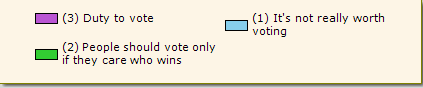 (3) Duty to vote
(1) It's not really worth
voting
(2) People should vote only
if they care who wins